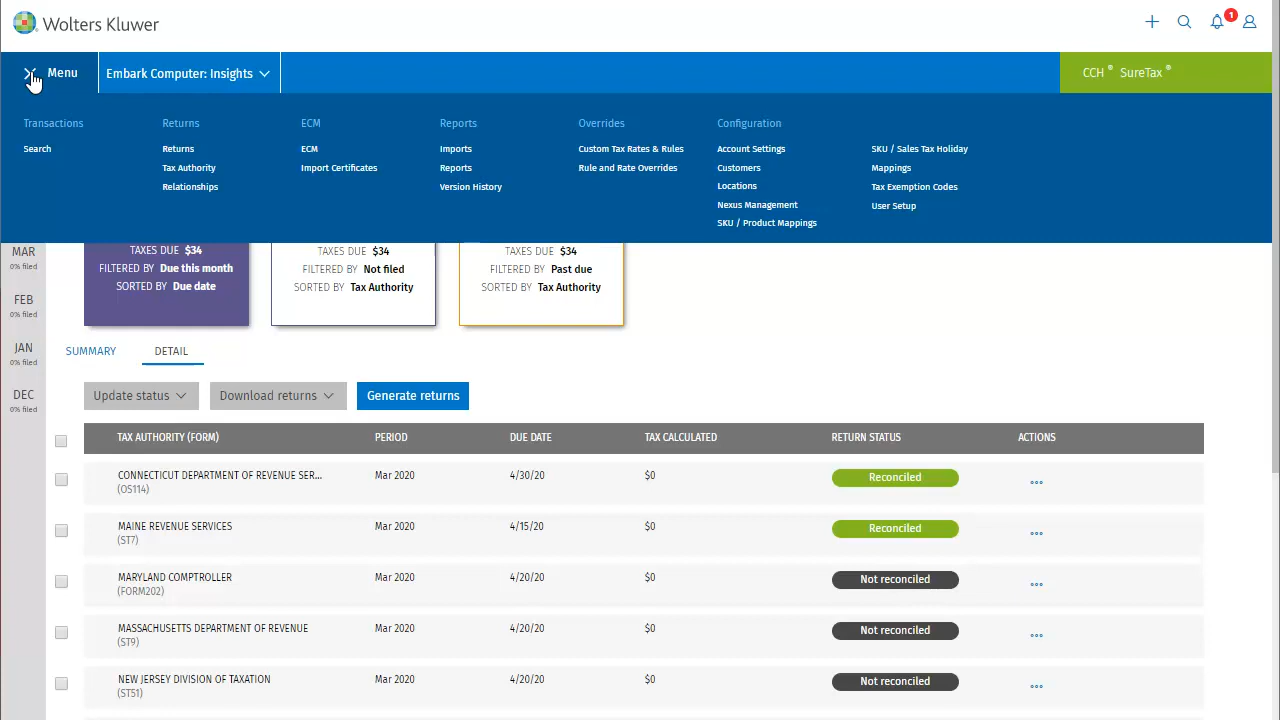 Wolters Kluwer
1
Menu
Embark Computer: Insights
CCH ® SureTax ®
Transactions
Search
Returns
Returns
Tax Authority
Relationships
ECM
ECM
Import Certificates
Reports
Imports
Reports
Version History
Overrides
Custom Tax Rates & Rules
Rule and Rate Overrides
Configuration
Account Settings
Customers
Locations
Nexus Management
SKU / Product Mappings
SKU / Sales Tax Holiday
Mappings
Tax Exemption Codes
User Setup
MAR
0% filed
FEB
0% filed
JAN
0% filed
DEC
0% filed
TAXES DUE $34
FILTERED BY Due this month
SORTED BY Due date
TAXES DUE $34
FILTERED BY Not filed
SORTED BY Tax Authority
TAXES DUE $34
FILTERED BY Past due
SORTED BY Tax Authority
SUMMARY DETAIL
Update status Download returns Generate returns
TAX AUTHORITY (FORM) PERIOD DUE DATE TAX CALCULATED RETURN STATUS ACTIONS
CONNECTICUT DEPARTMENT OF REVENUE SER... Mar 2020 4/30/20 $0 Reconciled
(OS114)
MAINE REVENUE SERVICES Mar 2020 4/15/20 $0 Reconciled
(ST7)
MARYLAND COMPTROLLER Mar 2020 4/20/20 $0 Not reconciled
(FORM202)
MASSACHUSETTS DEPARTMENT OF REVENUE Mar 2020 4/20/20 $0 Not reconciled
(ST9)
NEW JERSEY DIVISION OF TAXATION Mar 2020 4/20/20 $0 Not reconciled
(ST51)